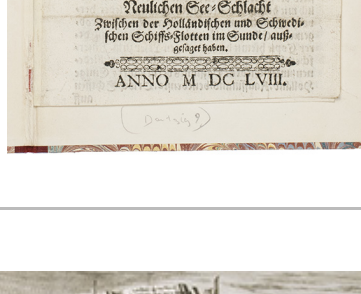 Neulichen See-Schlacht
Zwischen der Holländischen und Schwedi-
schen Schiffs-Flotten im Sunde/ auß-
gesaget haben.
ANNO M DC LVIII.
(Dantzig?)